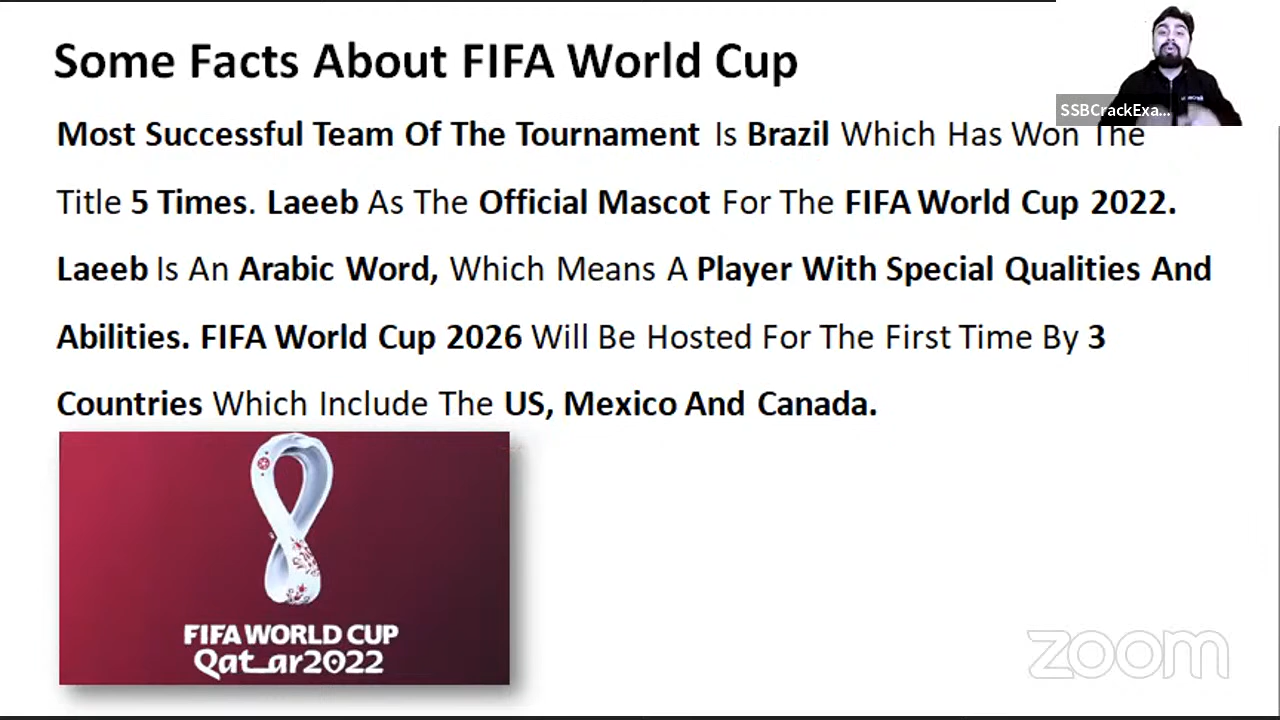 Some Facts About FIFA World Cup
SSBCrackExa...
Most Successful Team Of The Tournament Is Brazil Which Has Won The
Title 5 Times. Laeeb As The Official Mascot For The FIFA World Cup 2022.
Laeeb Is An Arabic Word, Which Means A Player With Special Qualities And
Abilities. FIFA World Cup 2026 Will Be Hosted For The First Time By 3
Countries Which Include The US, Mexico And Canada.
FIFA WORLD CUP
Qatar2022
zoom